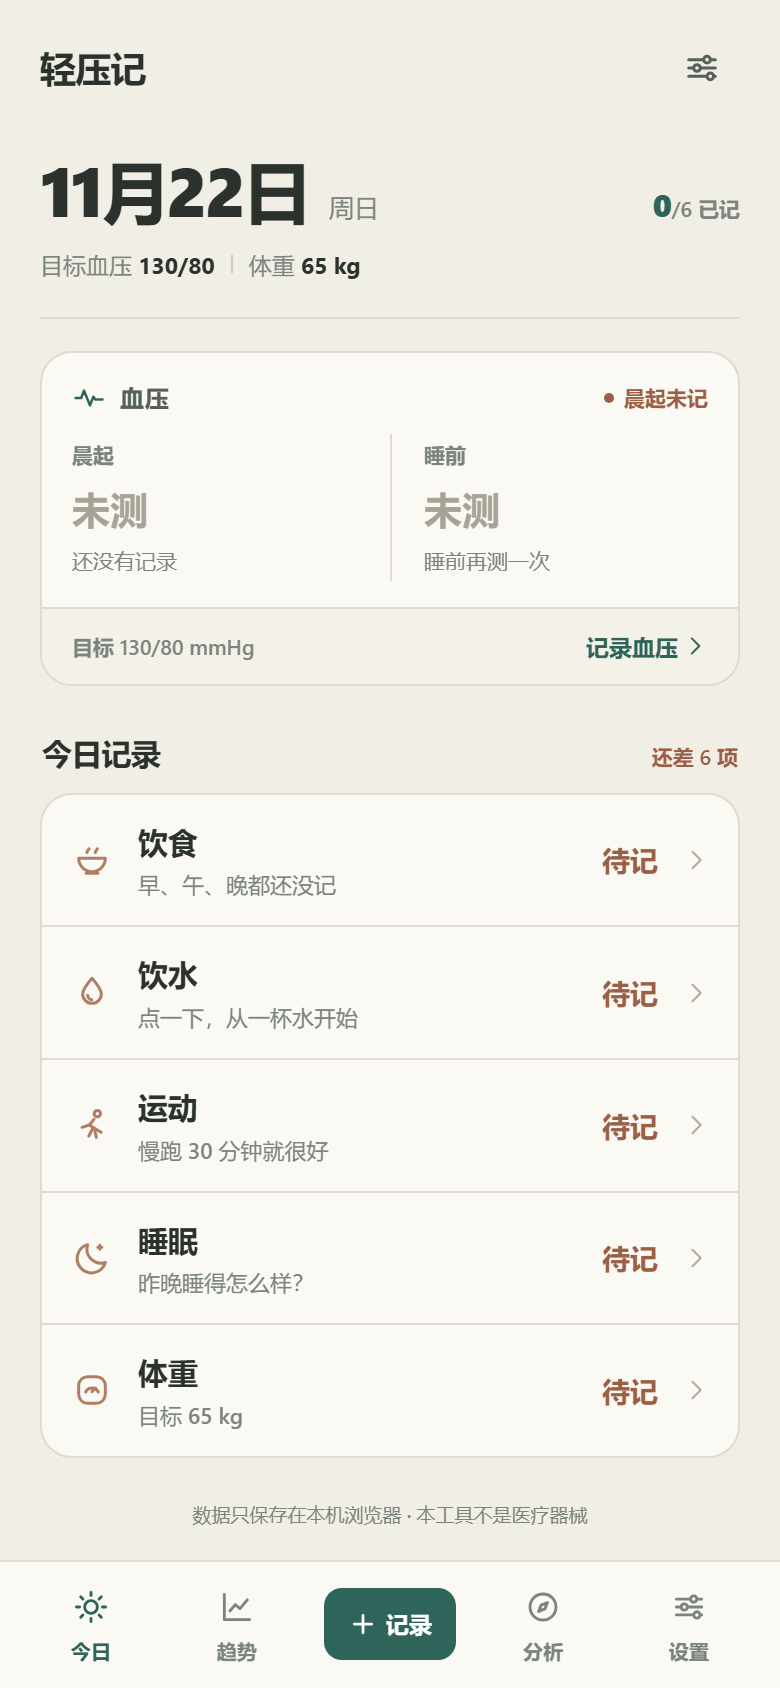 轻压记
11月22日 周日 0/6 已记
目标血压 130/80 体重 65 kg
血压 晨起未记
晨起 睡前
未测 未测
还没有记录 睡前再测一次
目标 130/80 mmHg 记录血压
今日记录 还差 6 项
饮食 待记
早、午、晚都还没记
饮水 待记
点一下，从一杯水开始
运动 待记
慢跑 30 分钟就很好
睡眠 待记
昨晚睡得怎么样？
体重 待记
目标 65 kg
数据只保存在本机浏览器 · 本工具不是医疗器械
今日 趋势 记录 分析 设置